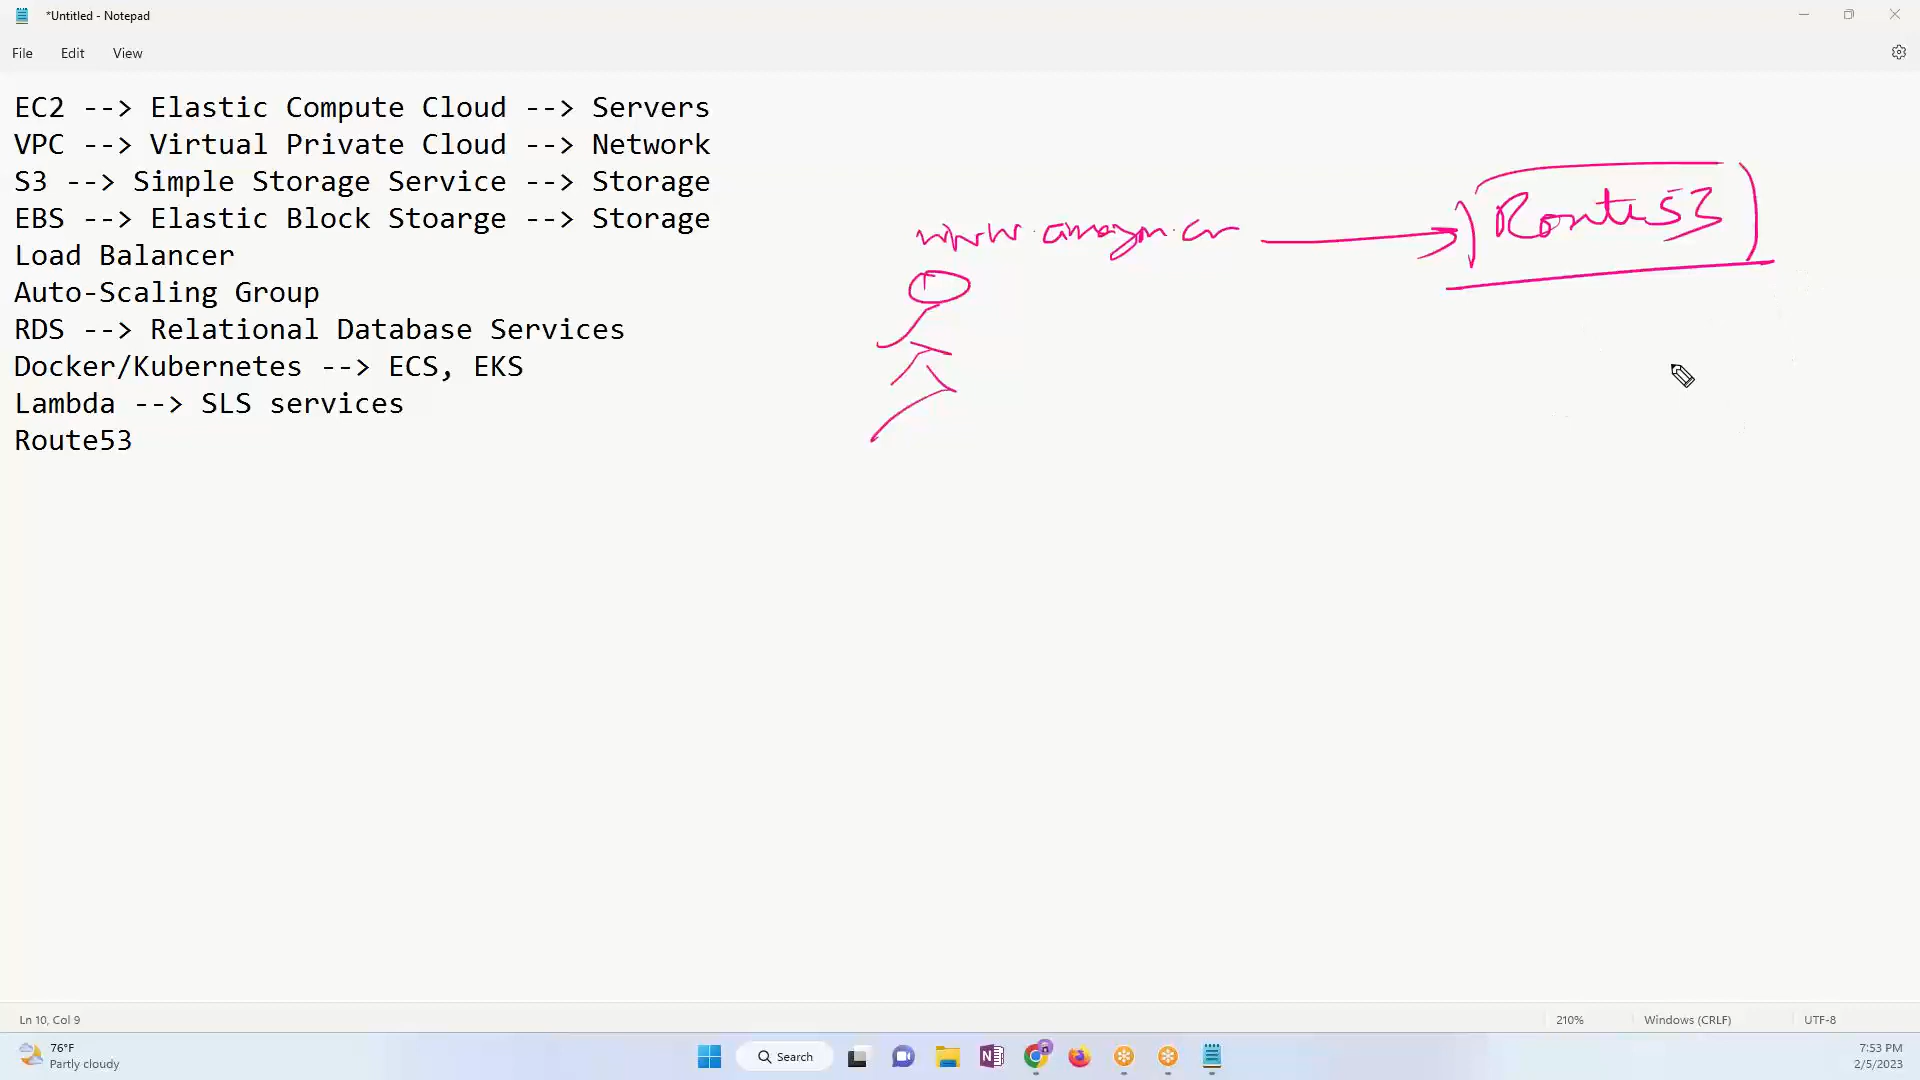 *Untitled - Notepad
File Edit View
EC2 --> Elastic Compute Cloud --> Servers
VPC --> Virtual Private Cloud --> Network
S3 --> Simple Storage Service --> Storage
EBS --> Elastic Block Stoarge --> Storage
Load Balancer
Auto-Scaling Group
RDS --> Relational Database Services
Docker/Kubernetes --> ECS, EKS
Lambda --> SLS services
Route53
www.amazon.
Route53
Ln 10, Col 9
210%
Windows (CRLF)
UTF-8
76°F
Partly cloudy
Search
7:53 PM
2/5/2023